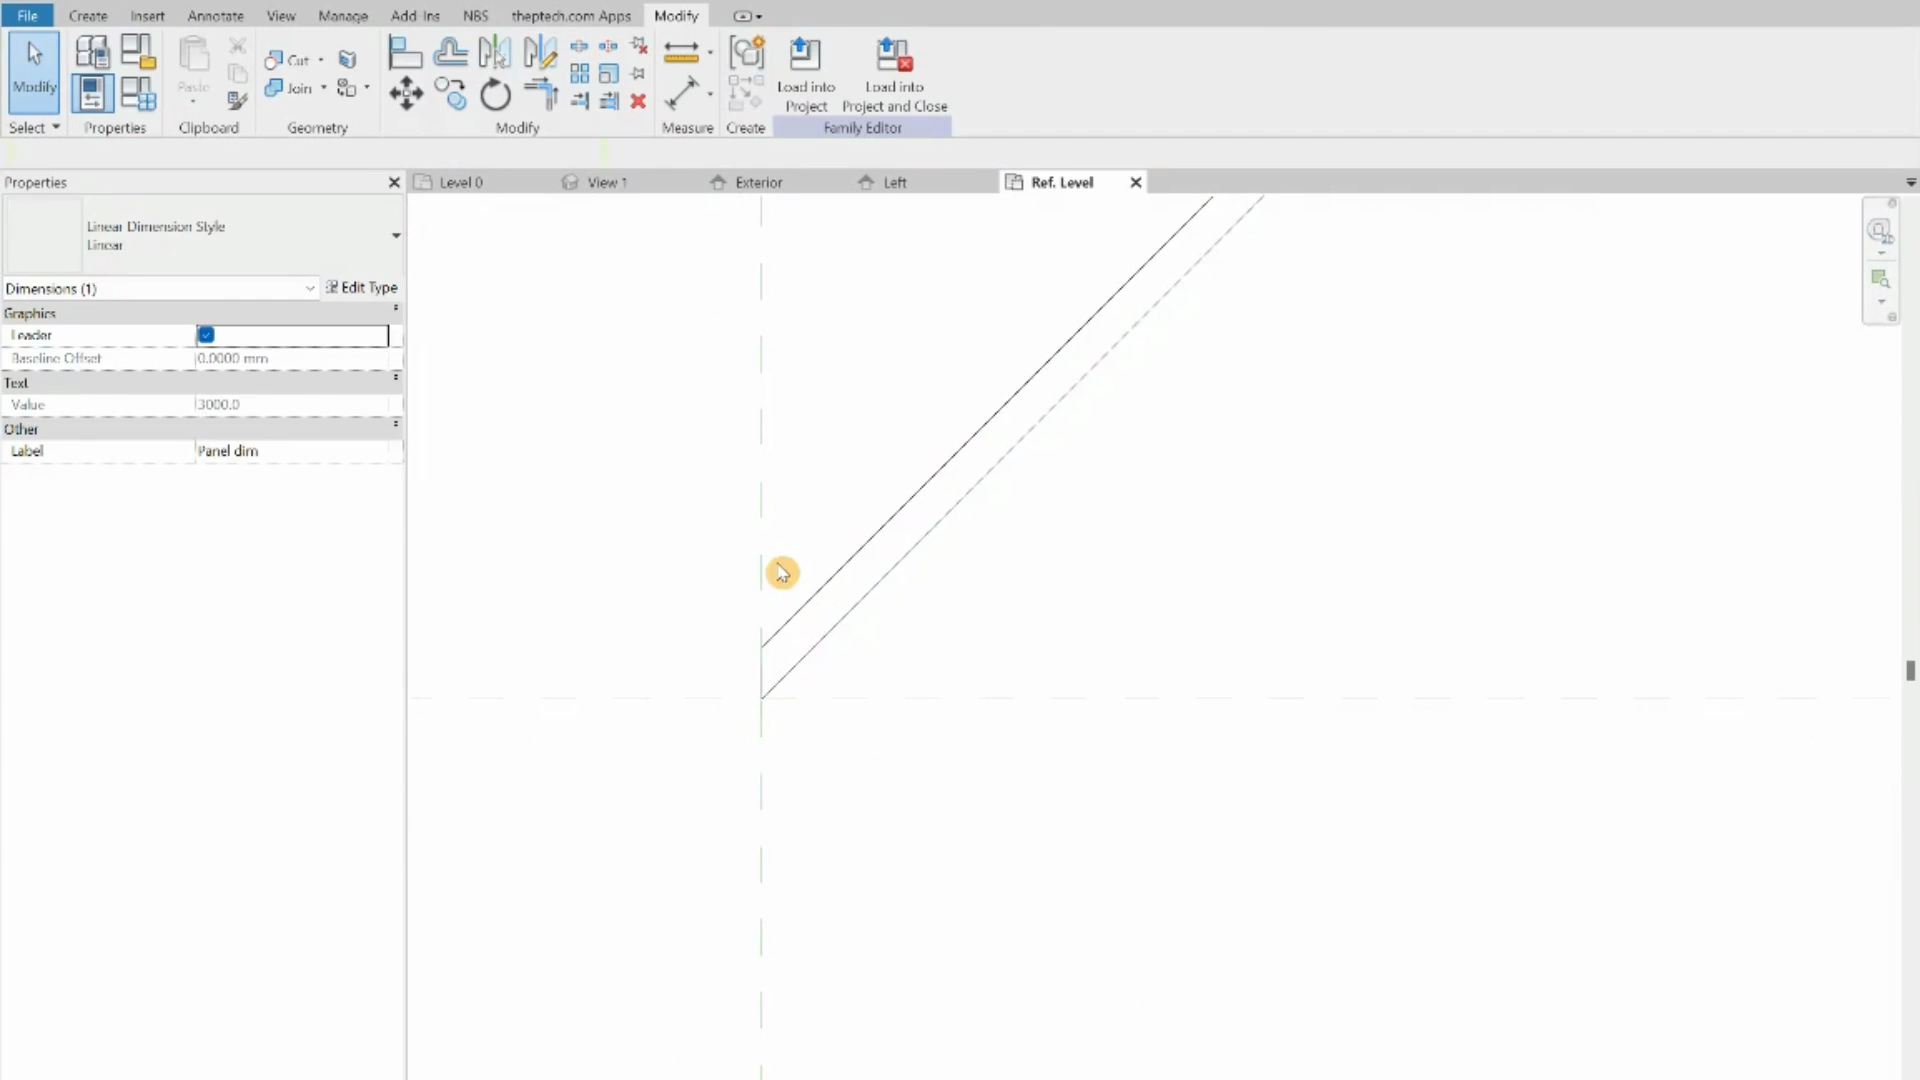 File Create Insert Annotate View Manage Add-Ins NBS theptech.com Apps Modify
Modify
Select
Properties
Paste
Clipboard
Cut
Join
Geometry
Modify
Measure
Create
Load into
Project
Load into
Project and Close
Family Editor
Properties
Level 0
View 1
Exterior
Left
Ref. Level
Linear Dimension Style
Linear
Dimensions (1)
Edit Type
Graphics
Leader
Baseline Offset 0.0000 mm
Text
Value 3000.0
Other
Label Panel dim